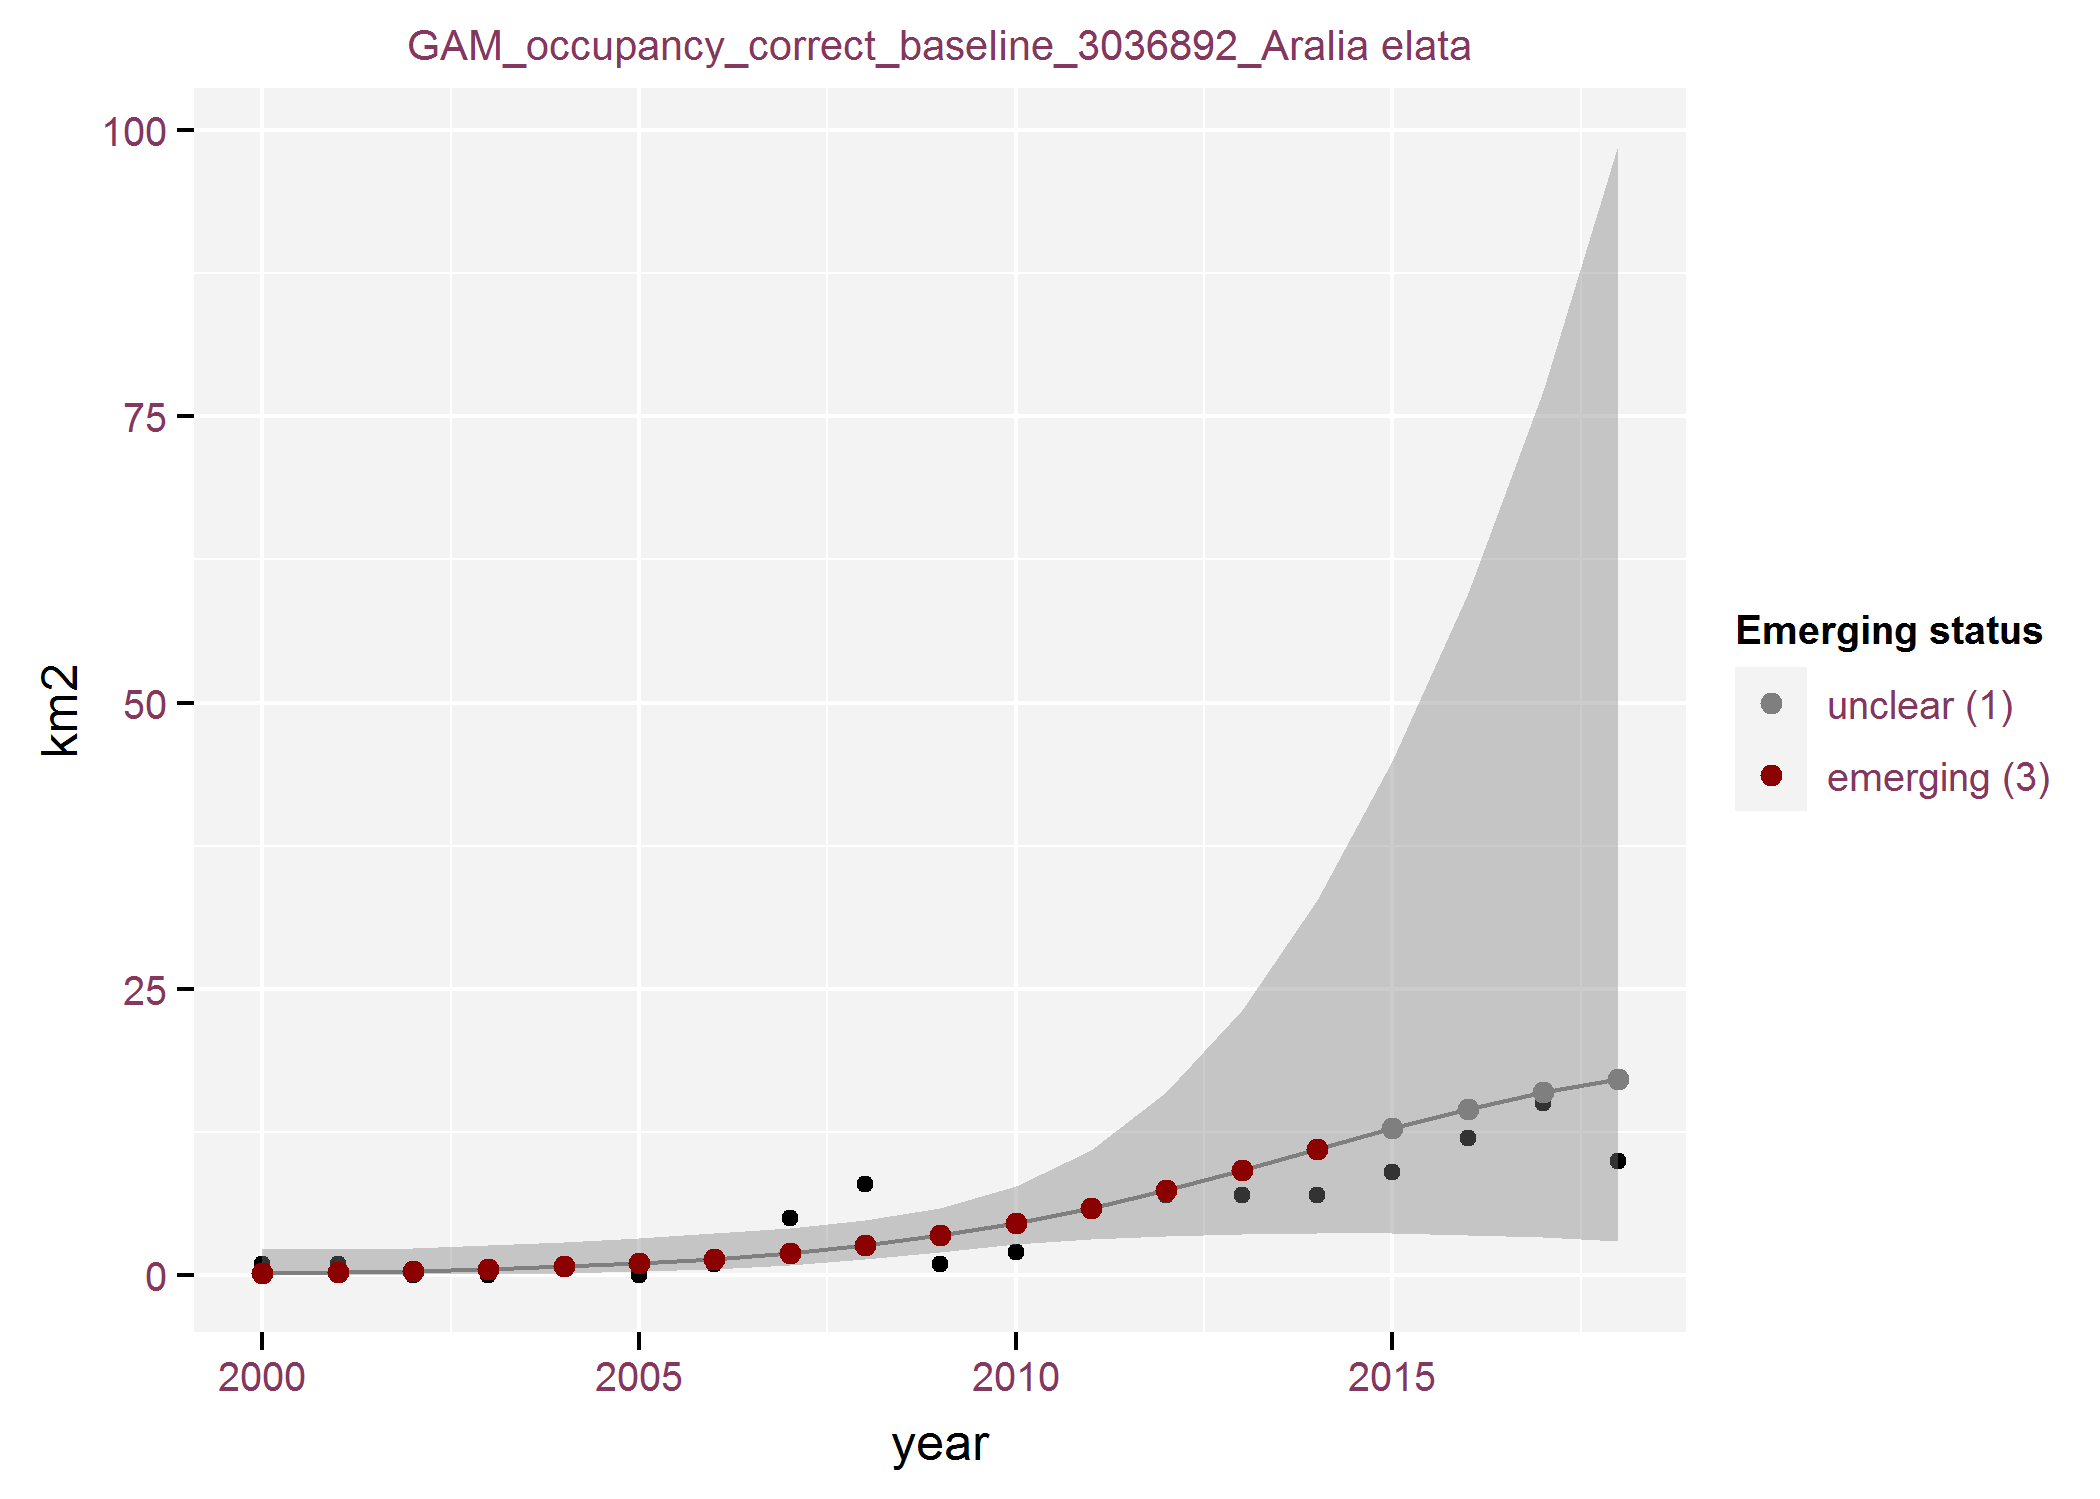 GAM_occupancy_correct_baseline_3036892_Aralia elata
100
75
50
25
0
km2
2000 2005 2010 2015
year
Emerging status
unclear (1)
emerging (3)